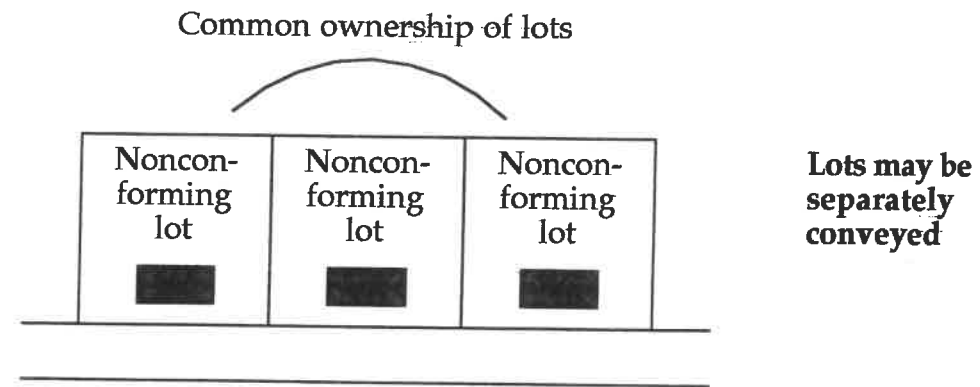 Common ownership of lots
Noncon-
forming
lot
Noncon-
forming
lot
Noncon-
forming
lot
Lots may be
separately
conveyed